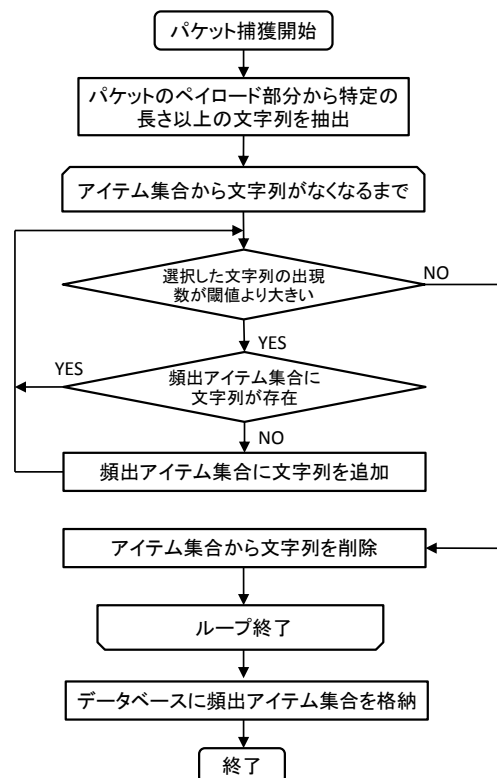 パケット捕獲開始
パケットのペイロード部分から特定の
長さ以上の文字列を抽出
アイテム集合から文字列がなくなるまで
選択した文字列の出現
数が閾値より大きい
NO
YES
頻出アイテム集合に
文字列が存在
YES
NO
頻出アイテム集合に文字列を追加
アイテム集合から文字列を削除
ループ終了
データベースに頻出アイテム集合を格納
終了